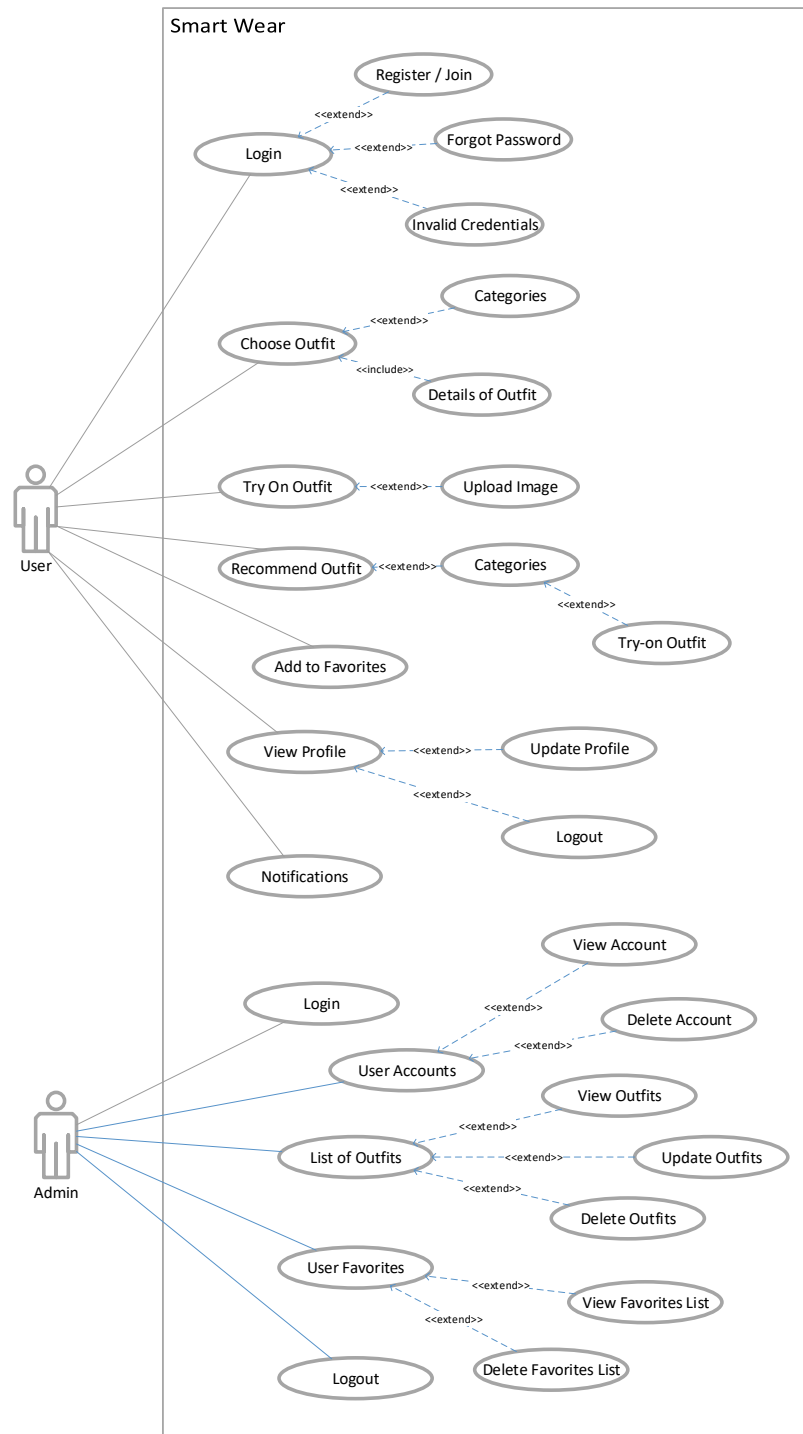 Smart Wear
Register / Join
<<extend>>
Login
<<extend>>
Forgot Password
<<extend>>
Invalid Credentials
Categories
<<extend>>
Choose Outfit
<<include>>
Details of Outfit
Try On Outfit
<<extend>>
Upload Image
User
Recommend Outfit
<<extend>>
Categories
<<extend>>
Try-on Outfit
Add to Favorites
View Profile
<<extend>>
Update Profile
<<extend>>
Logout
Notifications
View Account
Login
<<extend>>
Delete Account
<<extend>>
User Accounts
View Outfits
<<extend>>
List of Outfits
<<extend>>
Update Outfits
Admin
<<extend>>
Delete Outfits
User Favorites
<<extend>>
View Favorites List
<<extend>>
Delete Favorites List
Logout